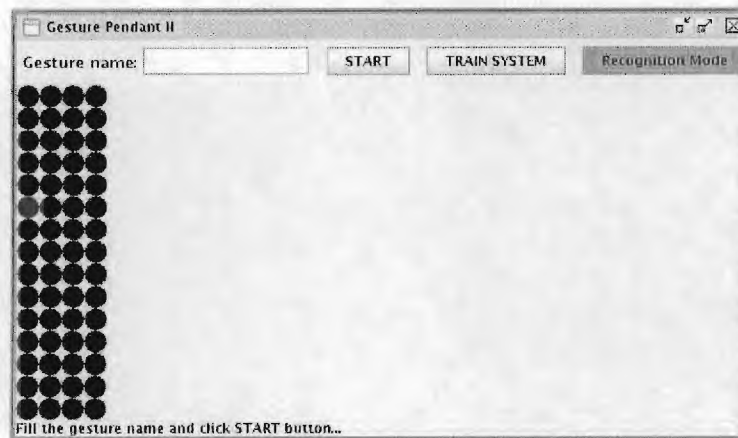 Gesture Pendant II
Gesture name: START TRAIN SYSTEM Recognition Mode
Fill the gesture name and click START button...